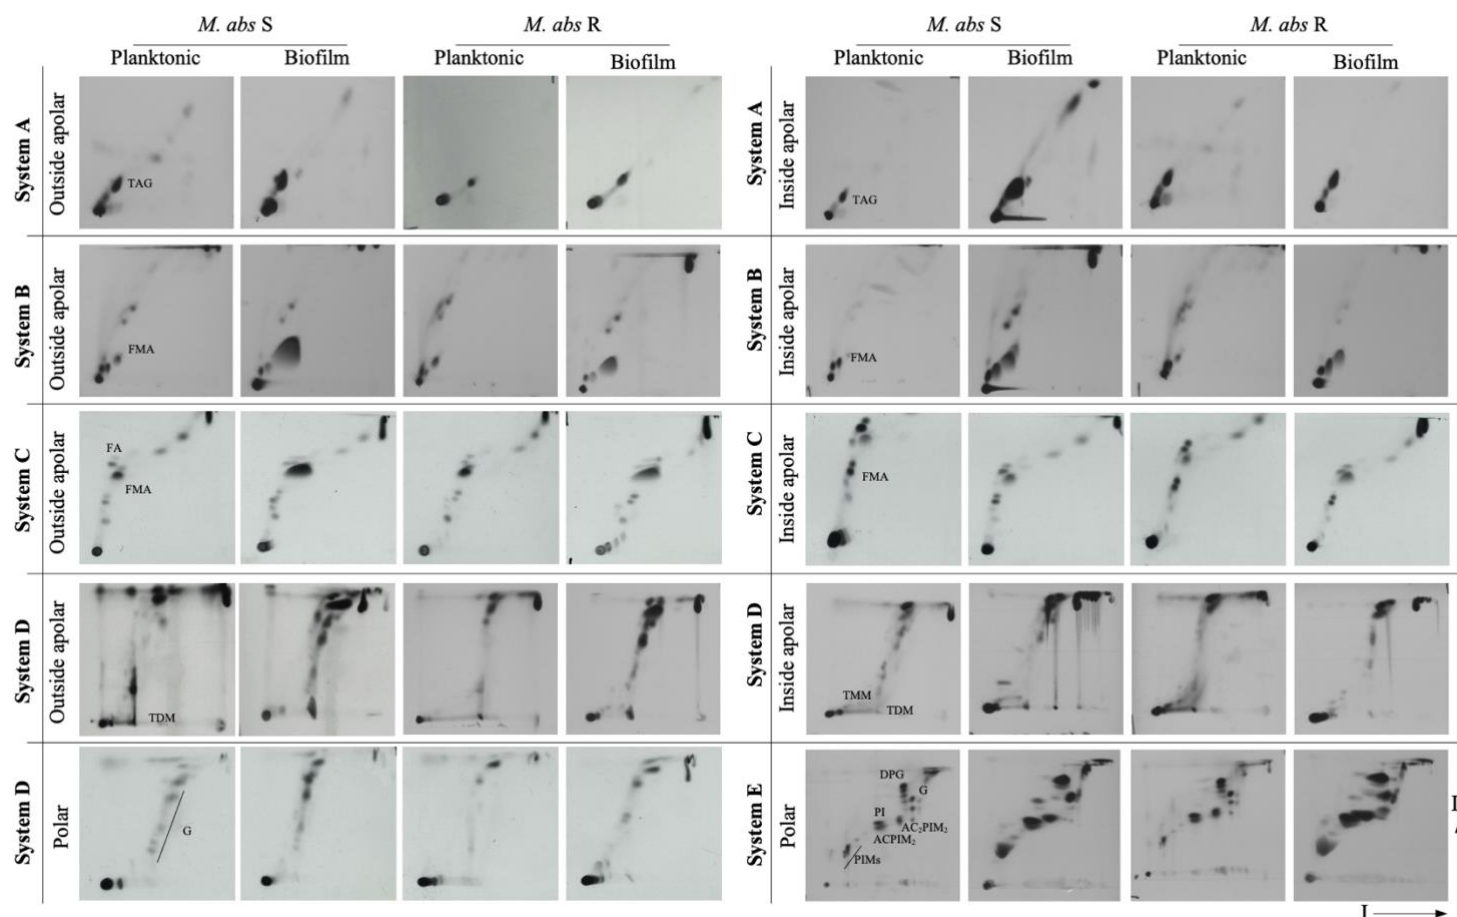 M. abs S
M. abs R
M. abs S
M. abs R
Planktonic
Biofilm
Planktonic
Biofilm
Planktonic
Biofilm
Planktonic
Biofilm
System A
Outside apolar
TAG
System A
Inside apolar
TAG
System B
Outside apolar
FMA
System B
Inside apolar
FMA
System C
Outside apolar
FA
FMA
System C
Inside apolar
FMA
System D
Outside apolar
TDM
System D
Inside apolar
TMM
TDM
System D
Polar
G
System E
Polar
DPG
G
PI
AC₂PIM₂
ACPIM₂
PIMs